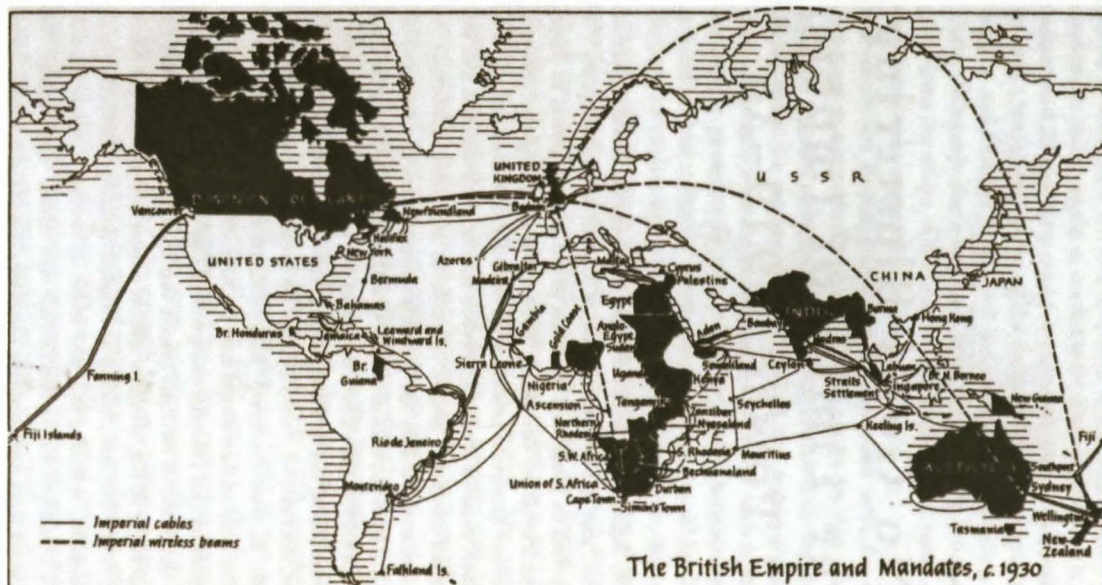 UNITED
KINGDOM
USSR
DOMINION OF
Vancouver
Newfoundland
Halifax
New York
UNITED STATES
Azores
Gibraltar
Madeira
Malta
Cyprus
Palestine
CHINA
JAPAN
Bermuda
Bahamas
Br. Honduras
Jamaica
Leeward and
Windward Is.
Br.
Guiana
Egypt
Anglo-
Egypt.
Sudan
Gambia
Gold Coast
Sierra Leone
Nigeria
Aden
Bombay
INDIA
Burma
Madras
Hong Kong
Ceylon
Somaliland
Uganda
Kenya
Labuan
Br. N. Borneo
Singapore
Straits
Settlement
Fanning I.
Ascension
Seychelles
Zanzibar
Nyasaland
Northern
New Guinea
Keeling Is.
Fiji Islands
Rio de Janeiro
S.W. Africa
S. Rhodesia
Mauritius
Bechuanaland
Fiji
Montevideo
Union of S. Africa
Cape Town
Durban
Simon's Town
Southport
Sydney
Wellington
New
Zealand
Tasmania
Imperial cables
Imperial wireless beams
Falkland Is.
The British Empire and Mandates, c. 1930